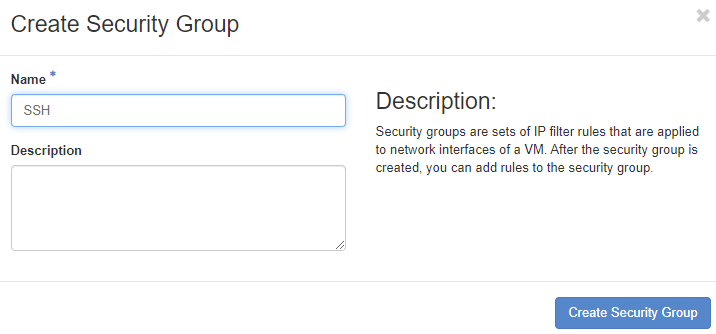 Create Security Group
×
Name *
SSH
Description
Description:
Security groups are sets of IP filter rules that are applied
to network interfaces of a VM. After the security group is
created, you can add rules to the security group.
Create Security Group